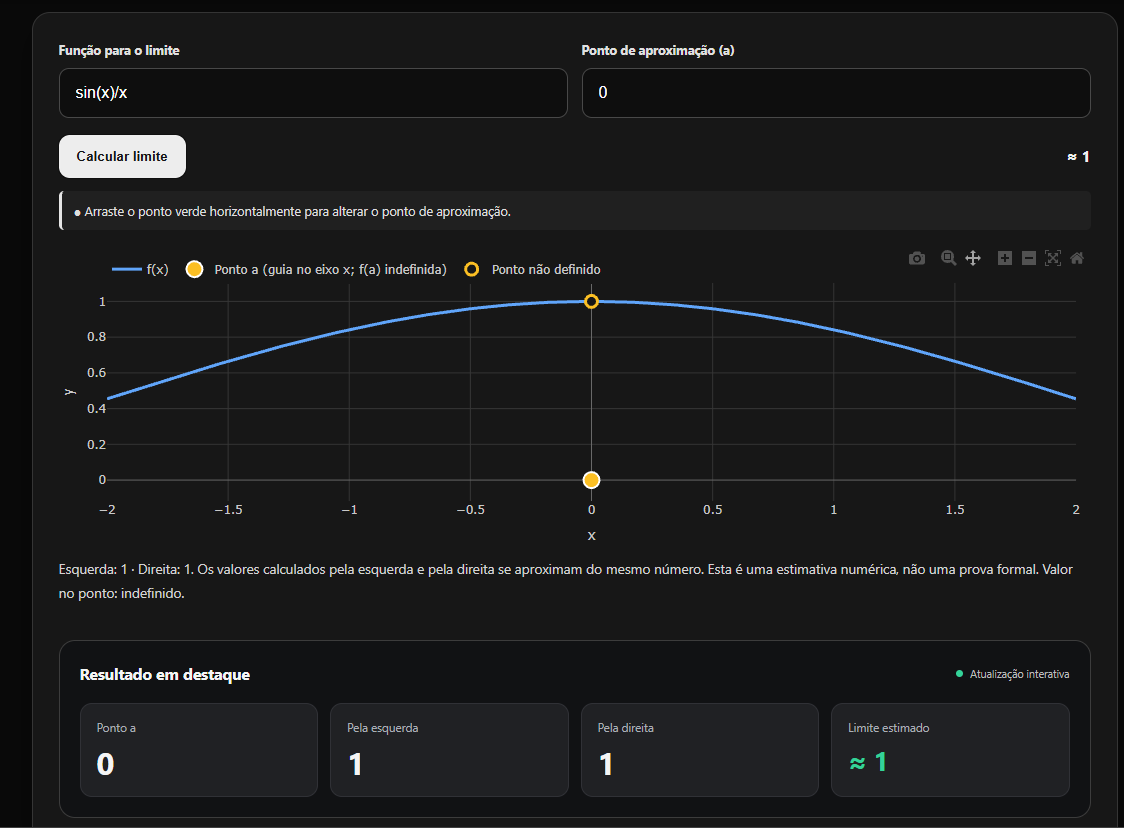 Função para o limite
Ponto de aproximação (a)
sin(x)/x
0
Calcular limite
≈ 1
● Arraste o ponto verde horizontalmente para alterar o ponto de aproximação.
f(x)
Ponto a (guia no eixo x; f(a) indefinida)
Ponto não definido
1
0.8
0.6
0.4
0.2
0
y
−2
−1.5
−1
−0.5
0
0.5
1
1.5
2
x
Esquerda: 1 · Direita: 1. Os valores calculados pela esquerda e pela direita se aproximam do mesmo número. Esta é uma estimativa numérica, não uma prova formal. Valor
no ponto: indefinido.
Resultado em destaque
Atualização interativa
Ponto a
0
Pela esquerda
1
Pela direita
1
Limite estimado
≈ 1